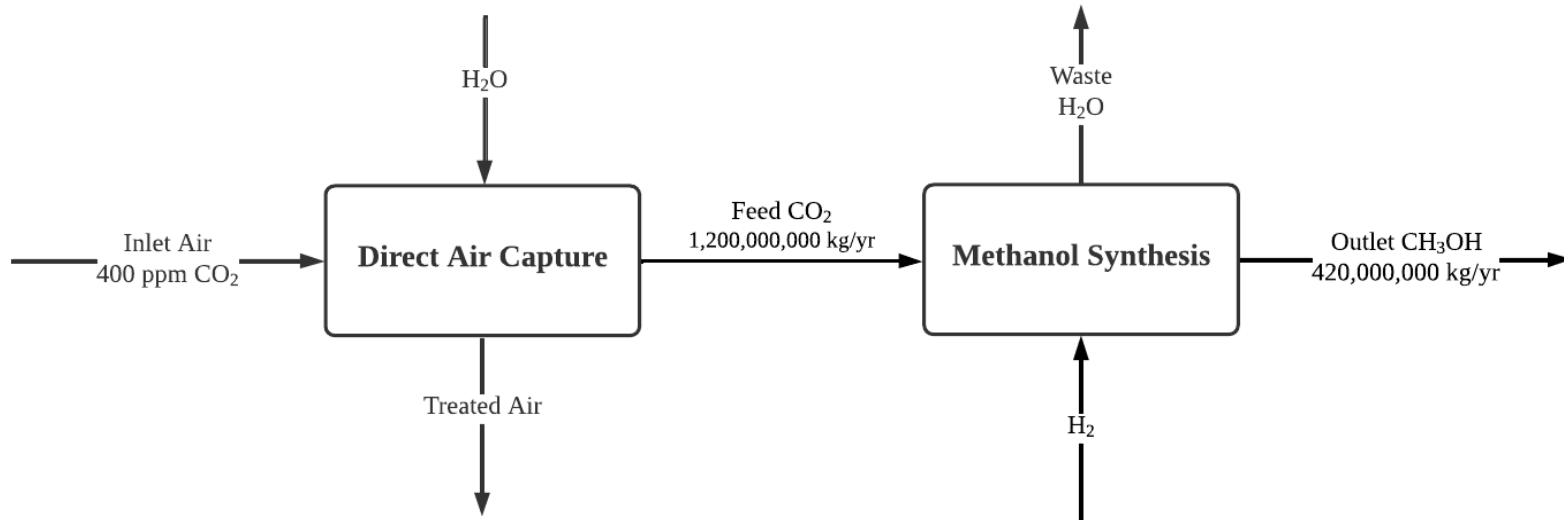 H₂O
Waste
H₂O
Inlet Air
400 ppm CO₂
Direct Air Capture
Feed CO₂
1,200,000,000 kg/yr
Methanol Synthesis
Outlet CH₃OH
420,000,000 kg/yr
Treated Air
H₂